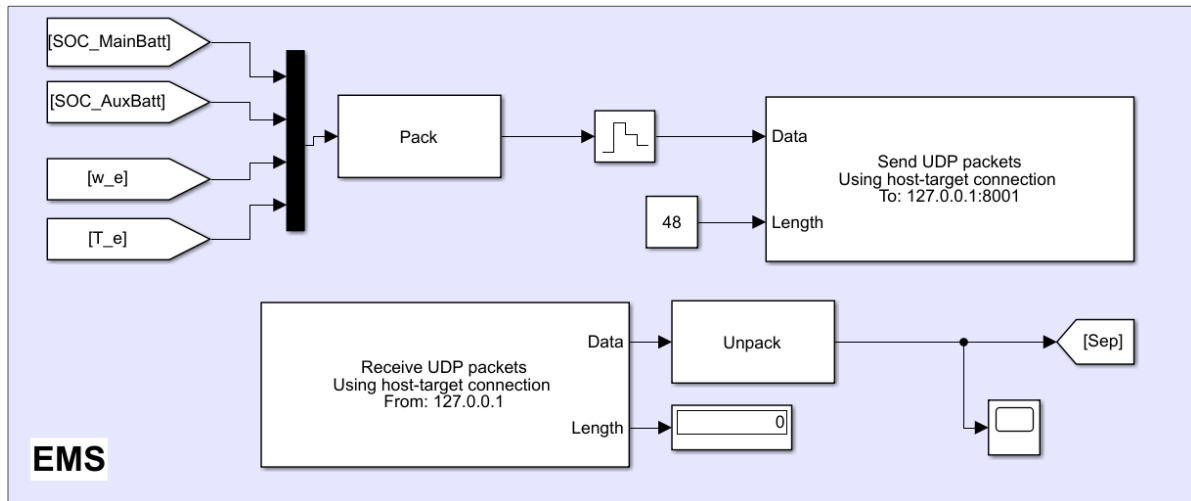 [SOC_MainBatt]
[SOC_AuxBatt]
[w_e]
[T_e]
Pack
48
Data
Length
Send UDP packets
Using host-target connection
To: 127.0.0.1:8001
Receive UDP packets
Using host-target connection
From: 127.0.0.1
Data
Length
Unpack
0
[Sep]
EMS